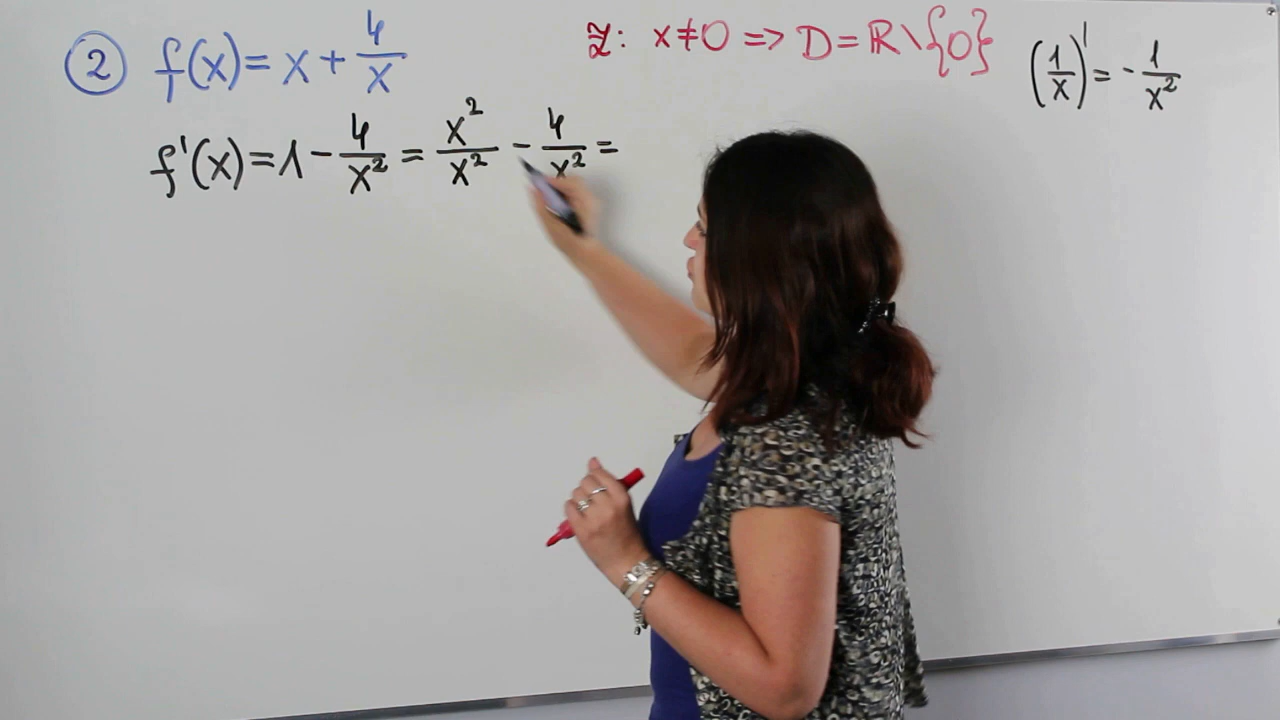 ② f(x) = x + 4/x
Z: x ≠ 0 => D = R \ {0}
(1/x)' = - 1/x²
f'(x) = 1 - 4/x² = x²/x² - 4/x² =